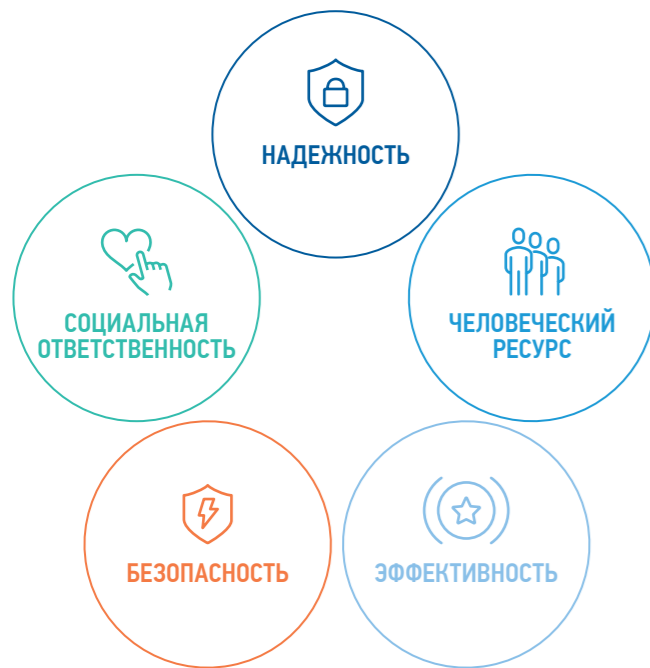 НАДЕЖНОСТЬ
СОЦИАЛЬНАЯ
ОТВЕТСТВЕННОСТЬ
ЧЕЛОВЕЧЕСКИЙ
РЕСУРС
БЕЗОПАСНОСТЬ
ЭФФЕКТИВНОСТЬ